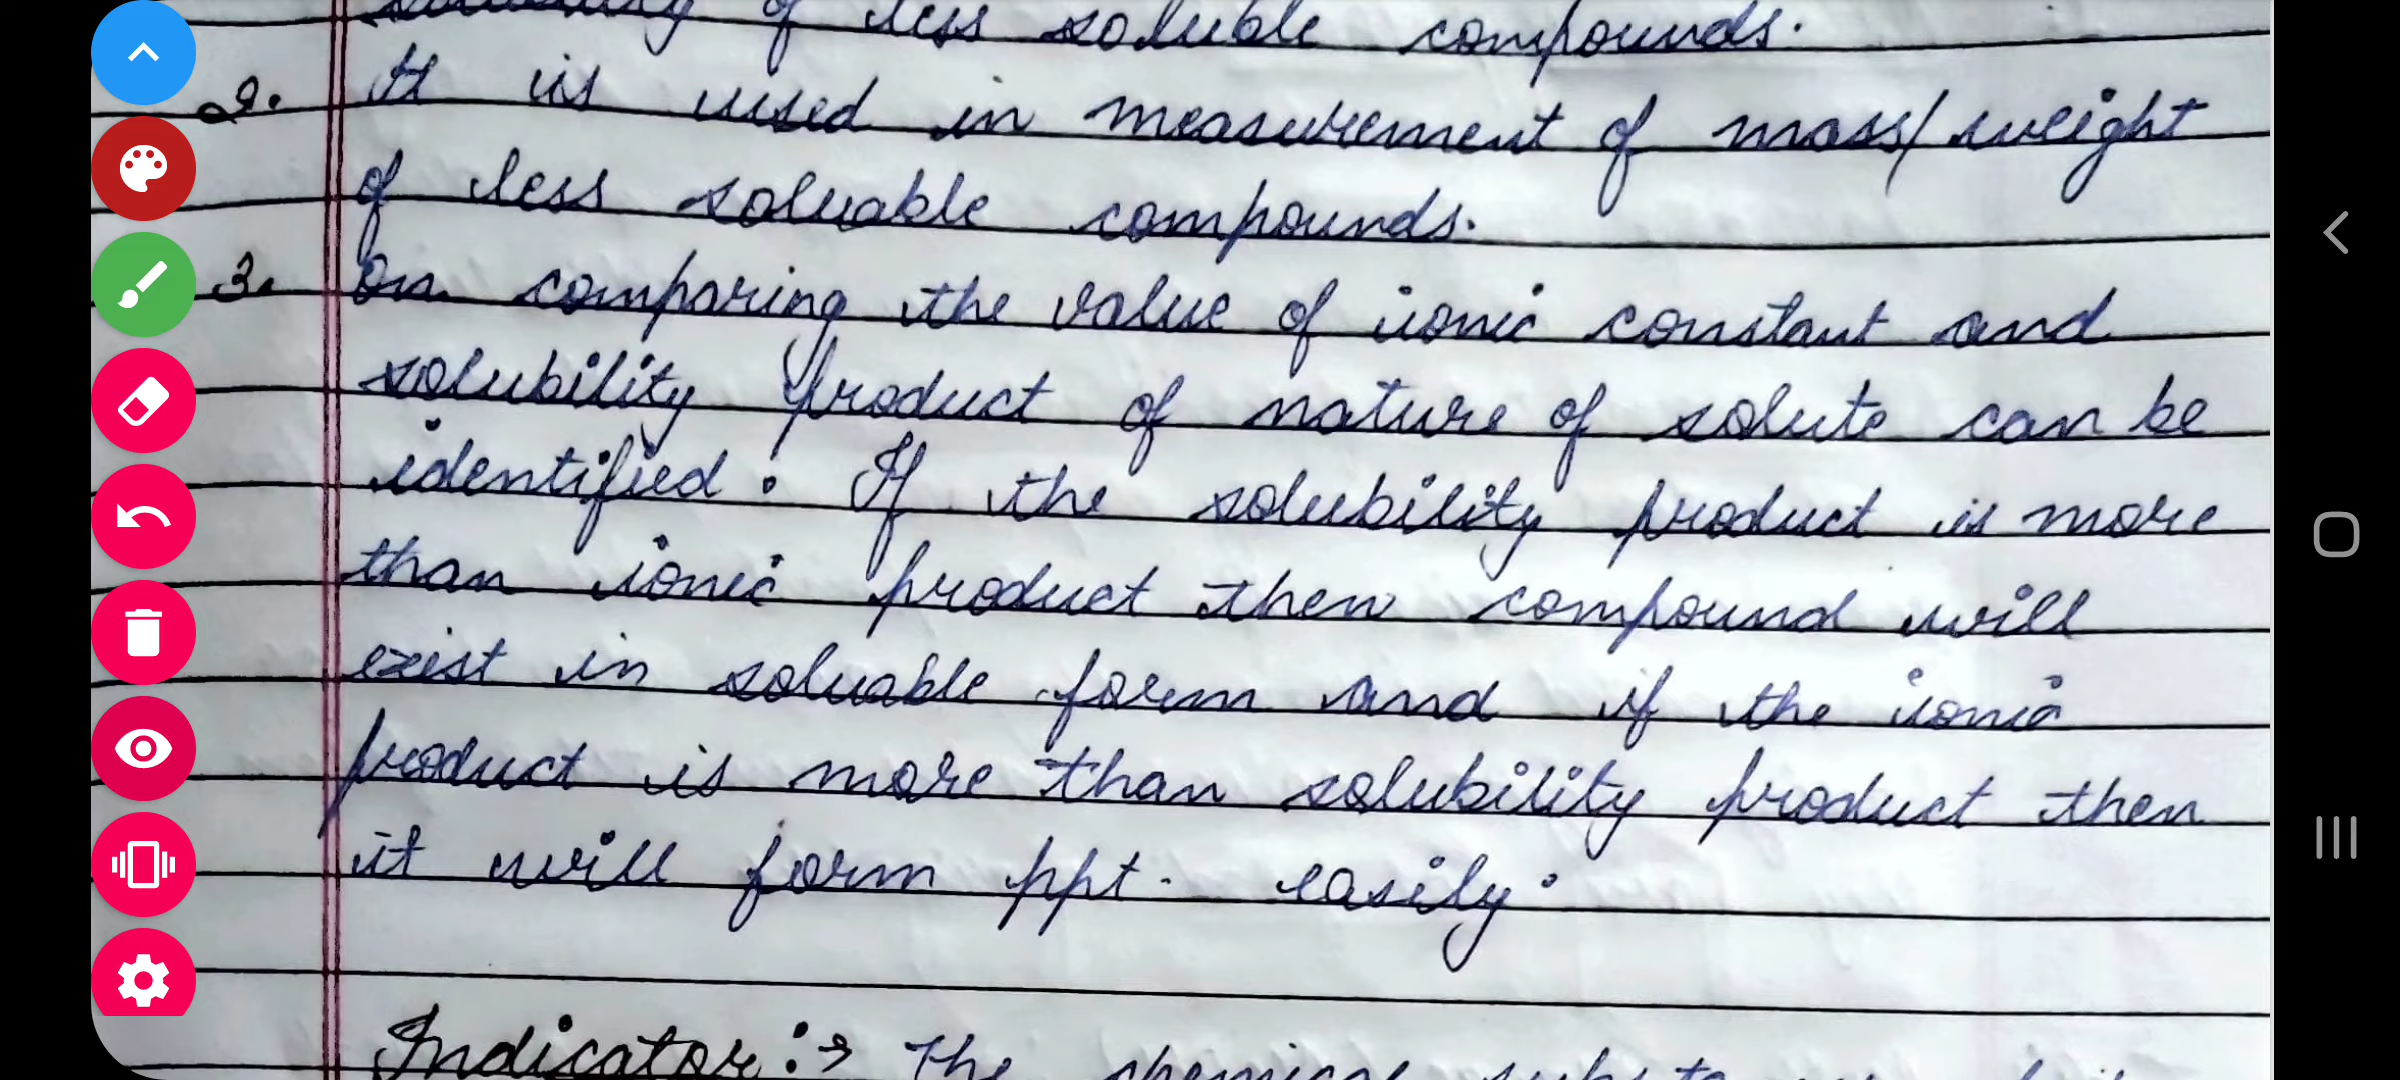 of less soluble compounds.
2. It is used in measurement of mass/weight
of less soluable compounds.
3. On comparing the value of ionic constant and
solubility product of nature of solute can be
identified. If the solubility product is more
than ionic product then compound will
exist in soluable form and if the ionic
product is more than solubility product then
it will form ppt. easily.
Indicator :→ The chemical